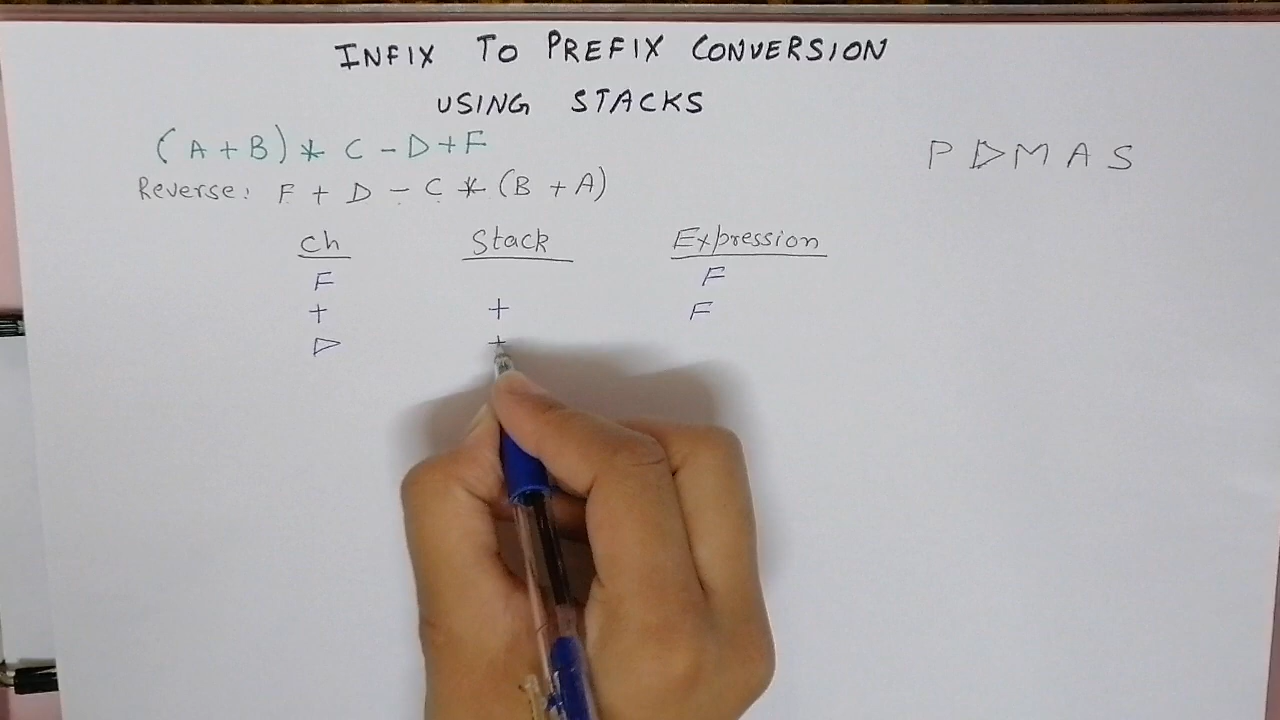 INFIX TO PREFIX CONVERSION
USING STACKS
(A+B) * C - D+F
PDMAS
Reverse: F + D - C * (B + A)
Ch Stack Expression
F F
+ + F
D +